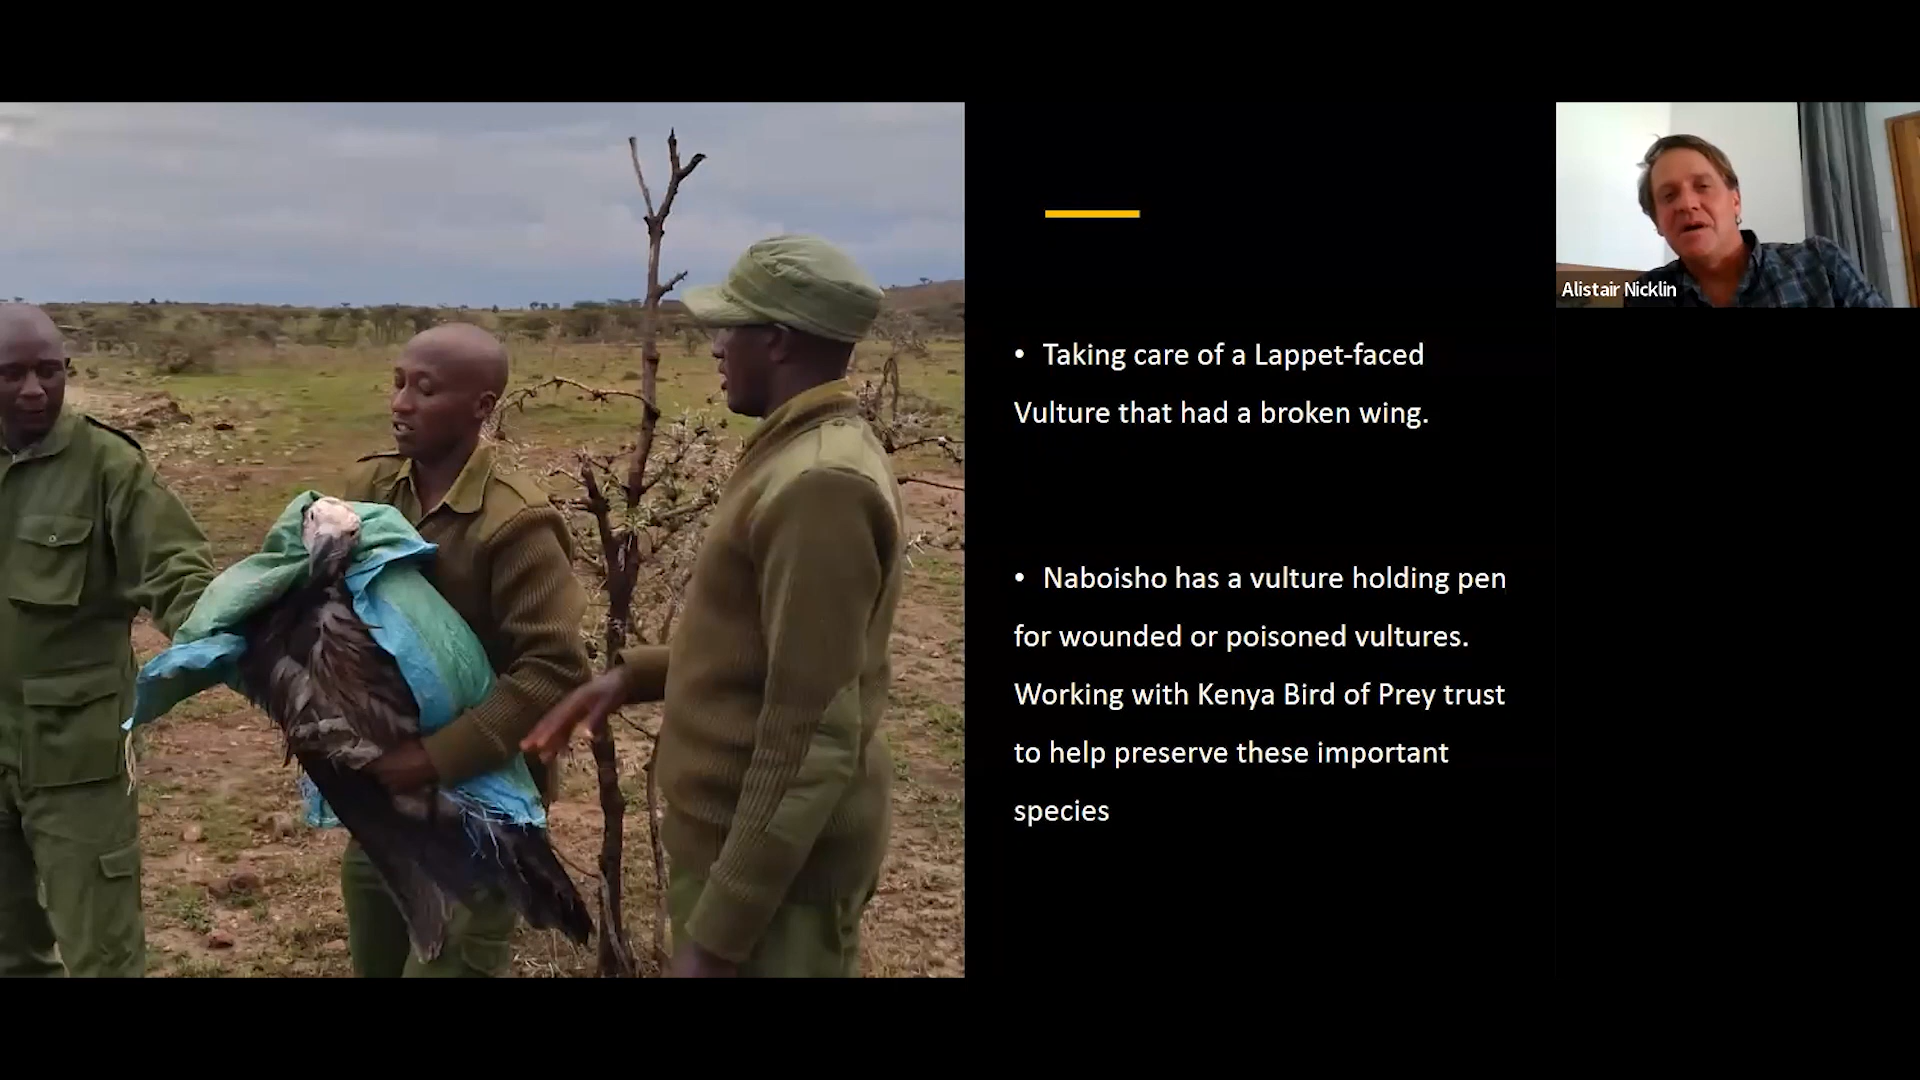 Alistair Nicklin
• Taking care of a Lappet-faced
Vulture that had a broken wing.
• Naboisho has a vulture holding pen
for wounded or poisoned vultures.
Working with Kenya Bird of Prey trust
to help preserve these important
species